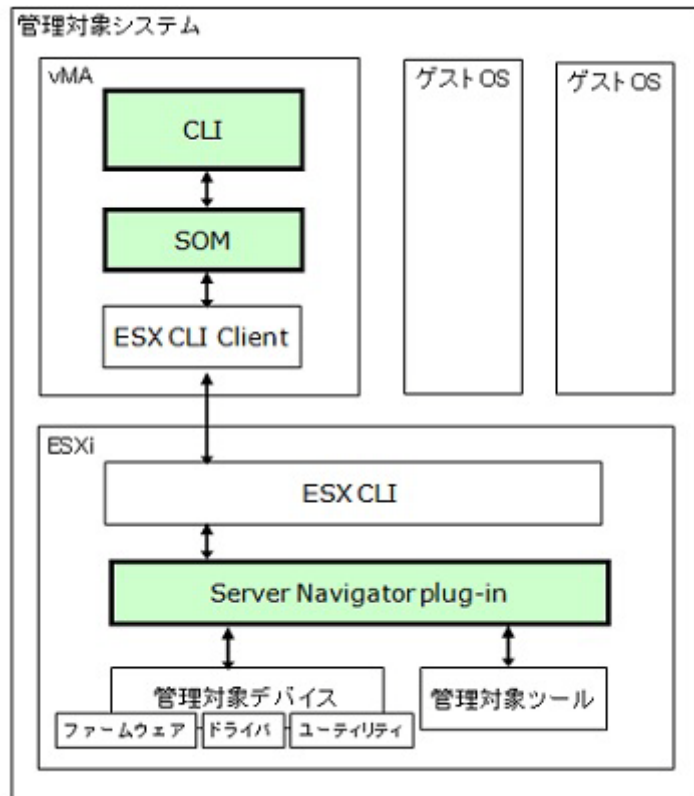 管理対象システム
vMA
ゲストOS
ゲストOS
CLI
SOM
ESX CLI Client
ESXi
ESX CLI
Server Navigator plug-in
管理対象デバイス
管理対象ツール
ファームウェア
ドライバ
ユーティリティ